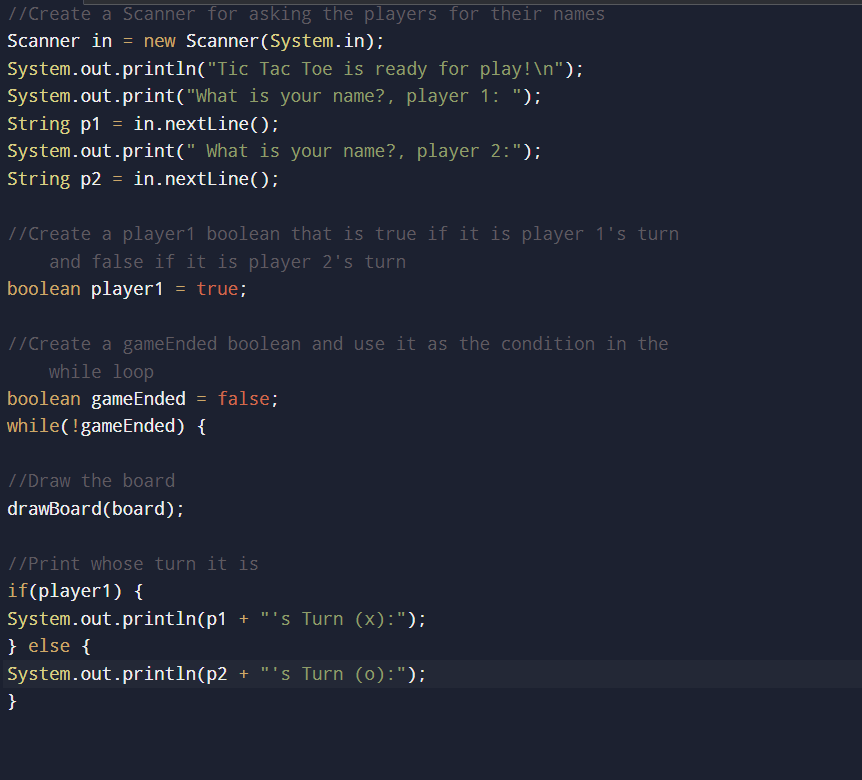 //Create a Scanner for asking the players for their names
Scanner in = new Scanner(System.in);
System.out.println("Tic Tac Toe is ready for play!\n");
System.out.print("What is your name?, player 1: ");
String p1 = in.nextLine();
System.out.print(" What is your name?, player 2:");
String p2 = in.nextLine();
//Create a player1 boolean that is true if it is player 1's turn
and false if it is player 2's turn
boolean player1 = true;
//Create a gameEnded boolean and use it as the condition in the
while loop
boolean gameEnded = false;
while(!gameEnded) {
//Draw the board
drawBoard(board);
//Print whose turn it is
if(player1) {
System.out.println(p1 + "'s Turn (x):");
} else {
System.out.println(p2 + "'s Turn (o):");
}